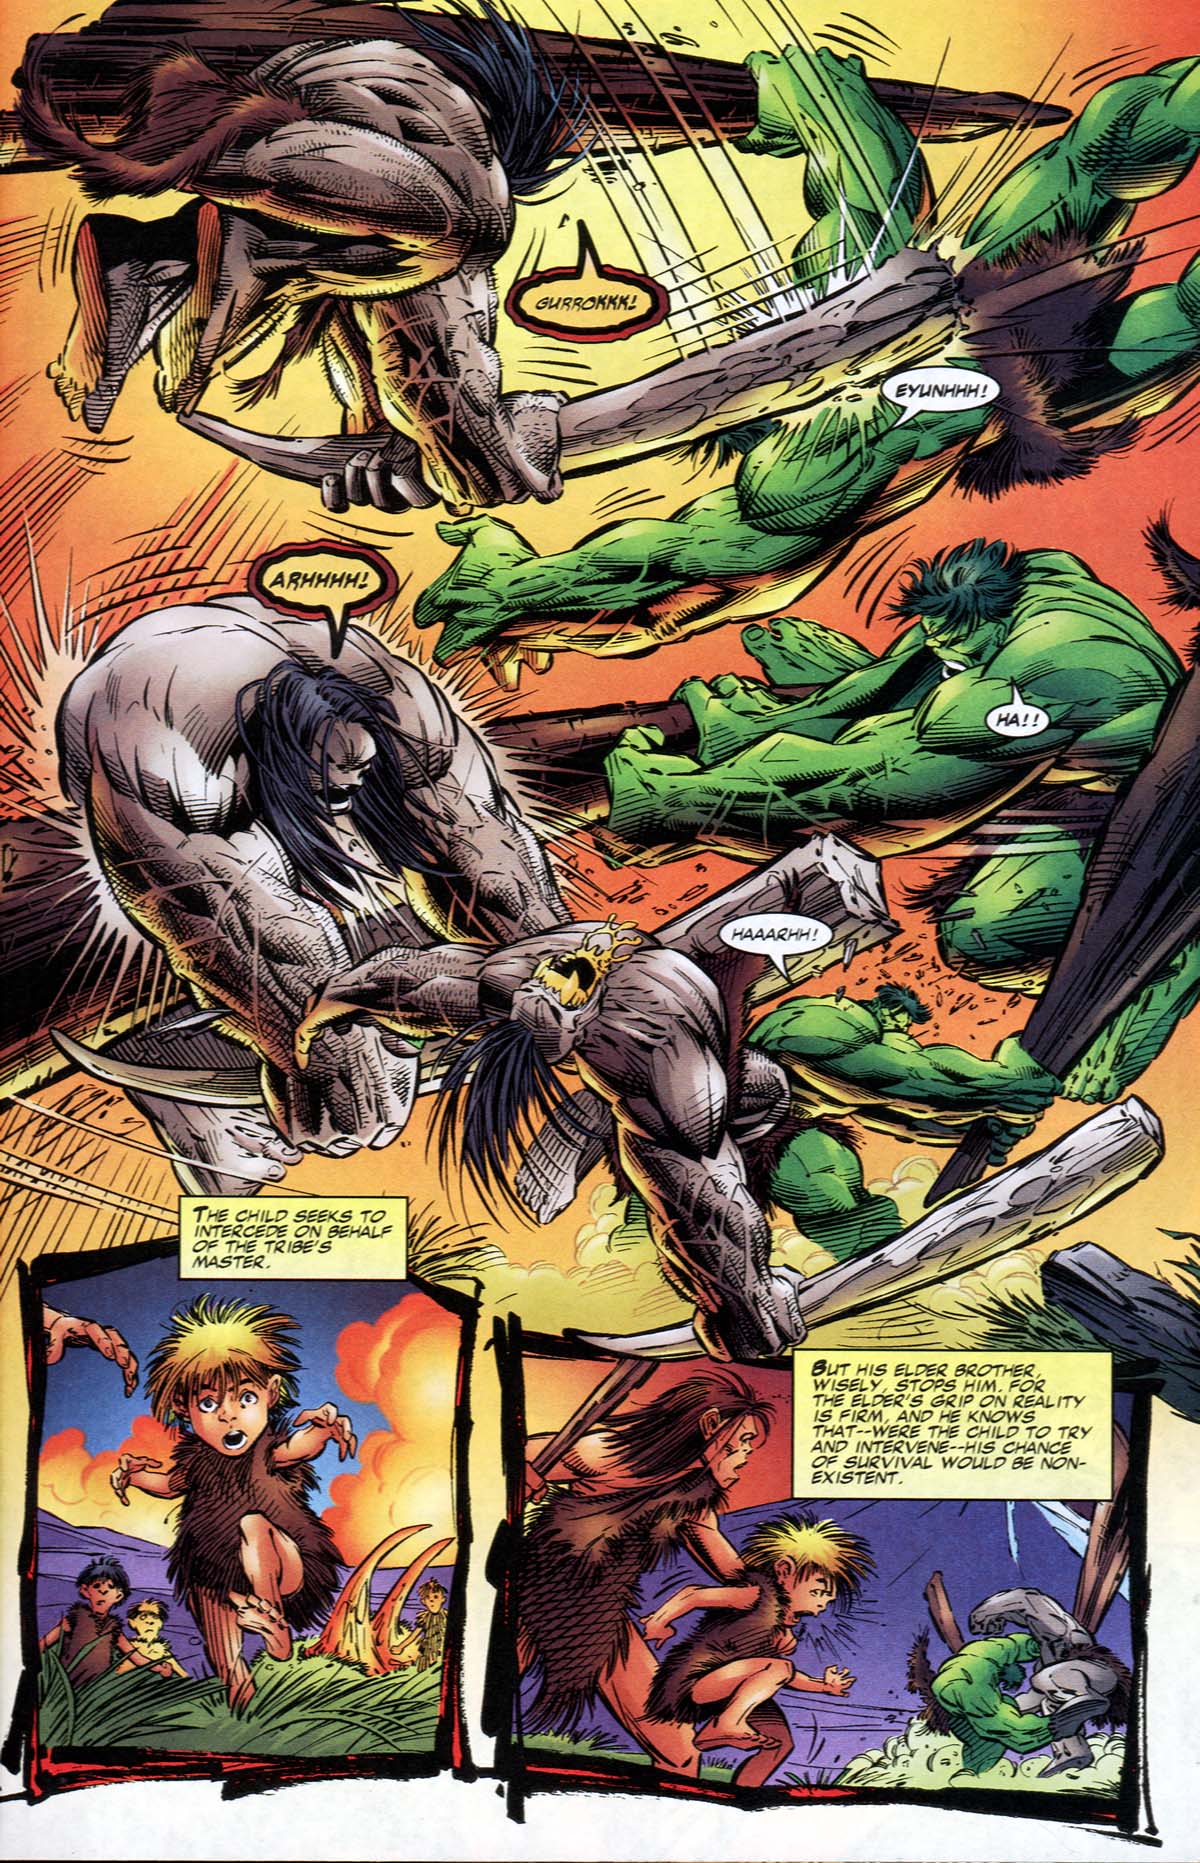 GURROKKK!
EYUNHHH!
ARHHHH!
HA!!
HAAARHH!
THE CHILD SEEKS TO
INTERCEDE ON BEHALF
OF THE TRIBE'S
MASTER.
BUT HIS ELDER BROTHER,
WISELY, STOPS HIM. FOR
THE ELDER'S GRIP ON REALITY
IS FIRM, AND HE KNOWS
THAT--WERE THE CHILD TO TRY
AND INTERVENE--HIS CHANCE
OF SURVIVAL WOULD BE NON-
EXISTENT.